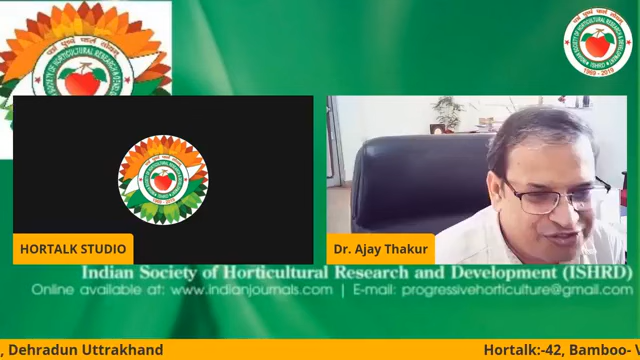 HORTALK STUDIO
Dr. Ajay Thakur
Indian Society of Horticultural Research and Development (ISHRD)
Online available at: www.indianjournals.com | E-mail: progressivehorticulture@gmail.com
, Dehradun Uttrakhand Hortalk:-42, Bamboo-